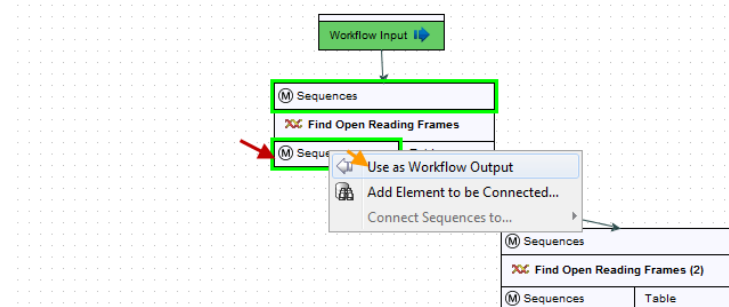 Workflow Input
M Sequences
Find Open Reading Frames
M Seque
Use as Workflow Output
Add Element to be Connected...
Connect Sequences to...
M Sequences
Find Open Reading Frames (2)
M Sequences Table